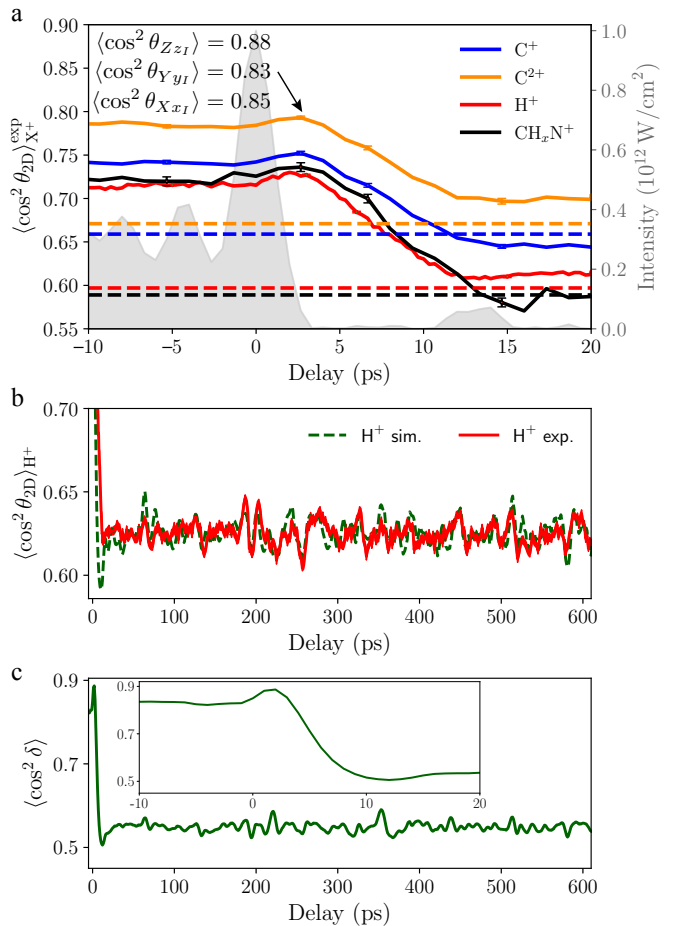 a
⟨cos² θ_{Zz_I}⟩ = 0.88
⟨cos² θ_{Yy_I}⟩ = 0.83
⟨cos² θ_{Xx_I}⟩ = 0.85
C⁺
C²⁺
H⁺
CHₓN⁺
0.90
0.85
0.80
0.75
0.70
0.65
0.60
0.55
⟨cos² θ_{2D}⟩^{exp}_{X⁺}
1.0
0.8
0.6
0.4
0.2
0.0
Intensity (10¹² W/cm²)
−10 −5 0 5 10 15 20
Delay (ps)
b
0.70
0.65
0.60
⟨cos² θ_{2D}⟩_{H⁺}
H⁺ sim.
H⁺ exp.
0 100 200 300 400 500 600
Delay (ps)
c
0.9
0.7
0.5
⟨cos² δ⟩
0.9
0.7
0.5
−10 0 10 20
0 100 200 300 400 500 600
Delay (ps)